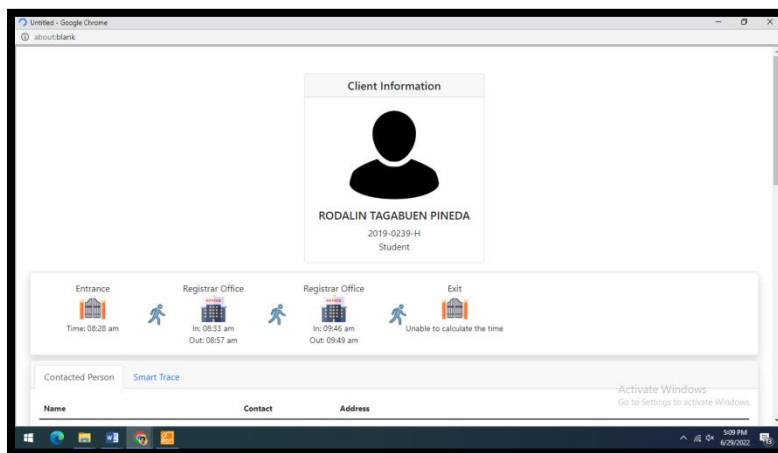 Untitled - Google Chrome
about:blank
Client Information
RODALIN TAGABUEN PINEDA
2019-0239-H
Student
Entrance
Time: 08:28 am
Registrar Office
In: 08:33 am
Out: 08:57 am
Registrar Office
In: 09:46 am
Out: 09:49 am
Exit
Unable to calculate the time
Contacted Person Smart Trace
Name Contact Address
Activate Windows
Go to Settings to activate Windows.
5:09 PM
6/29/2022